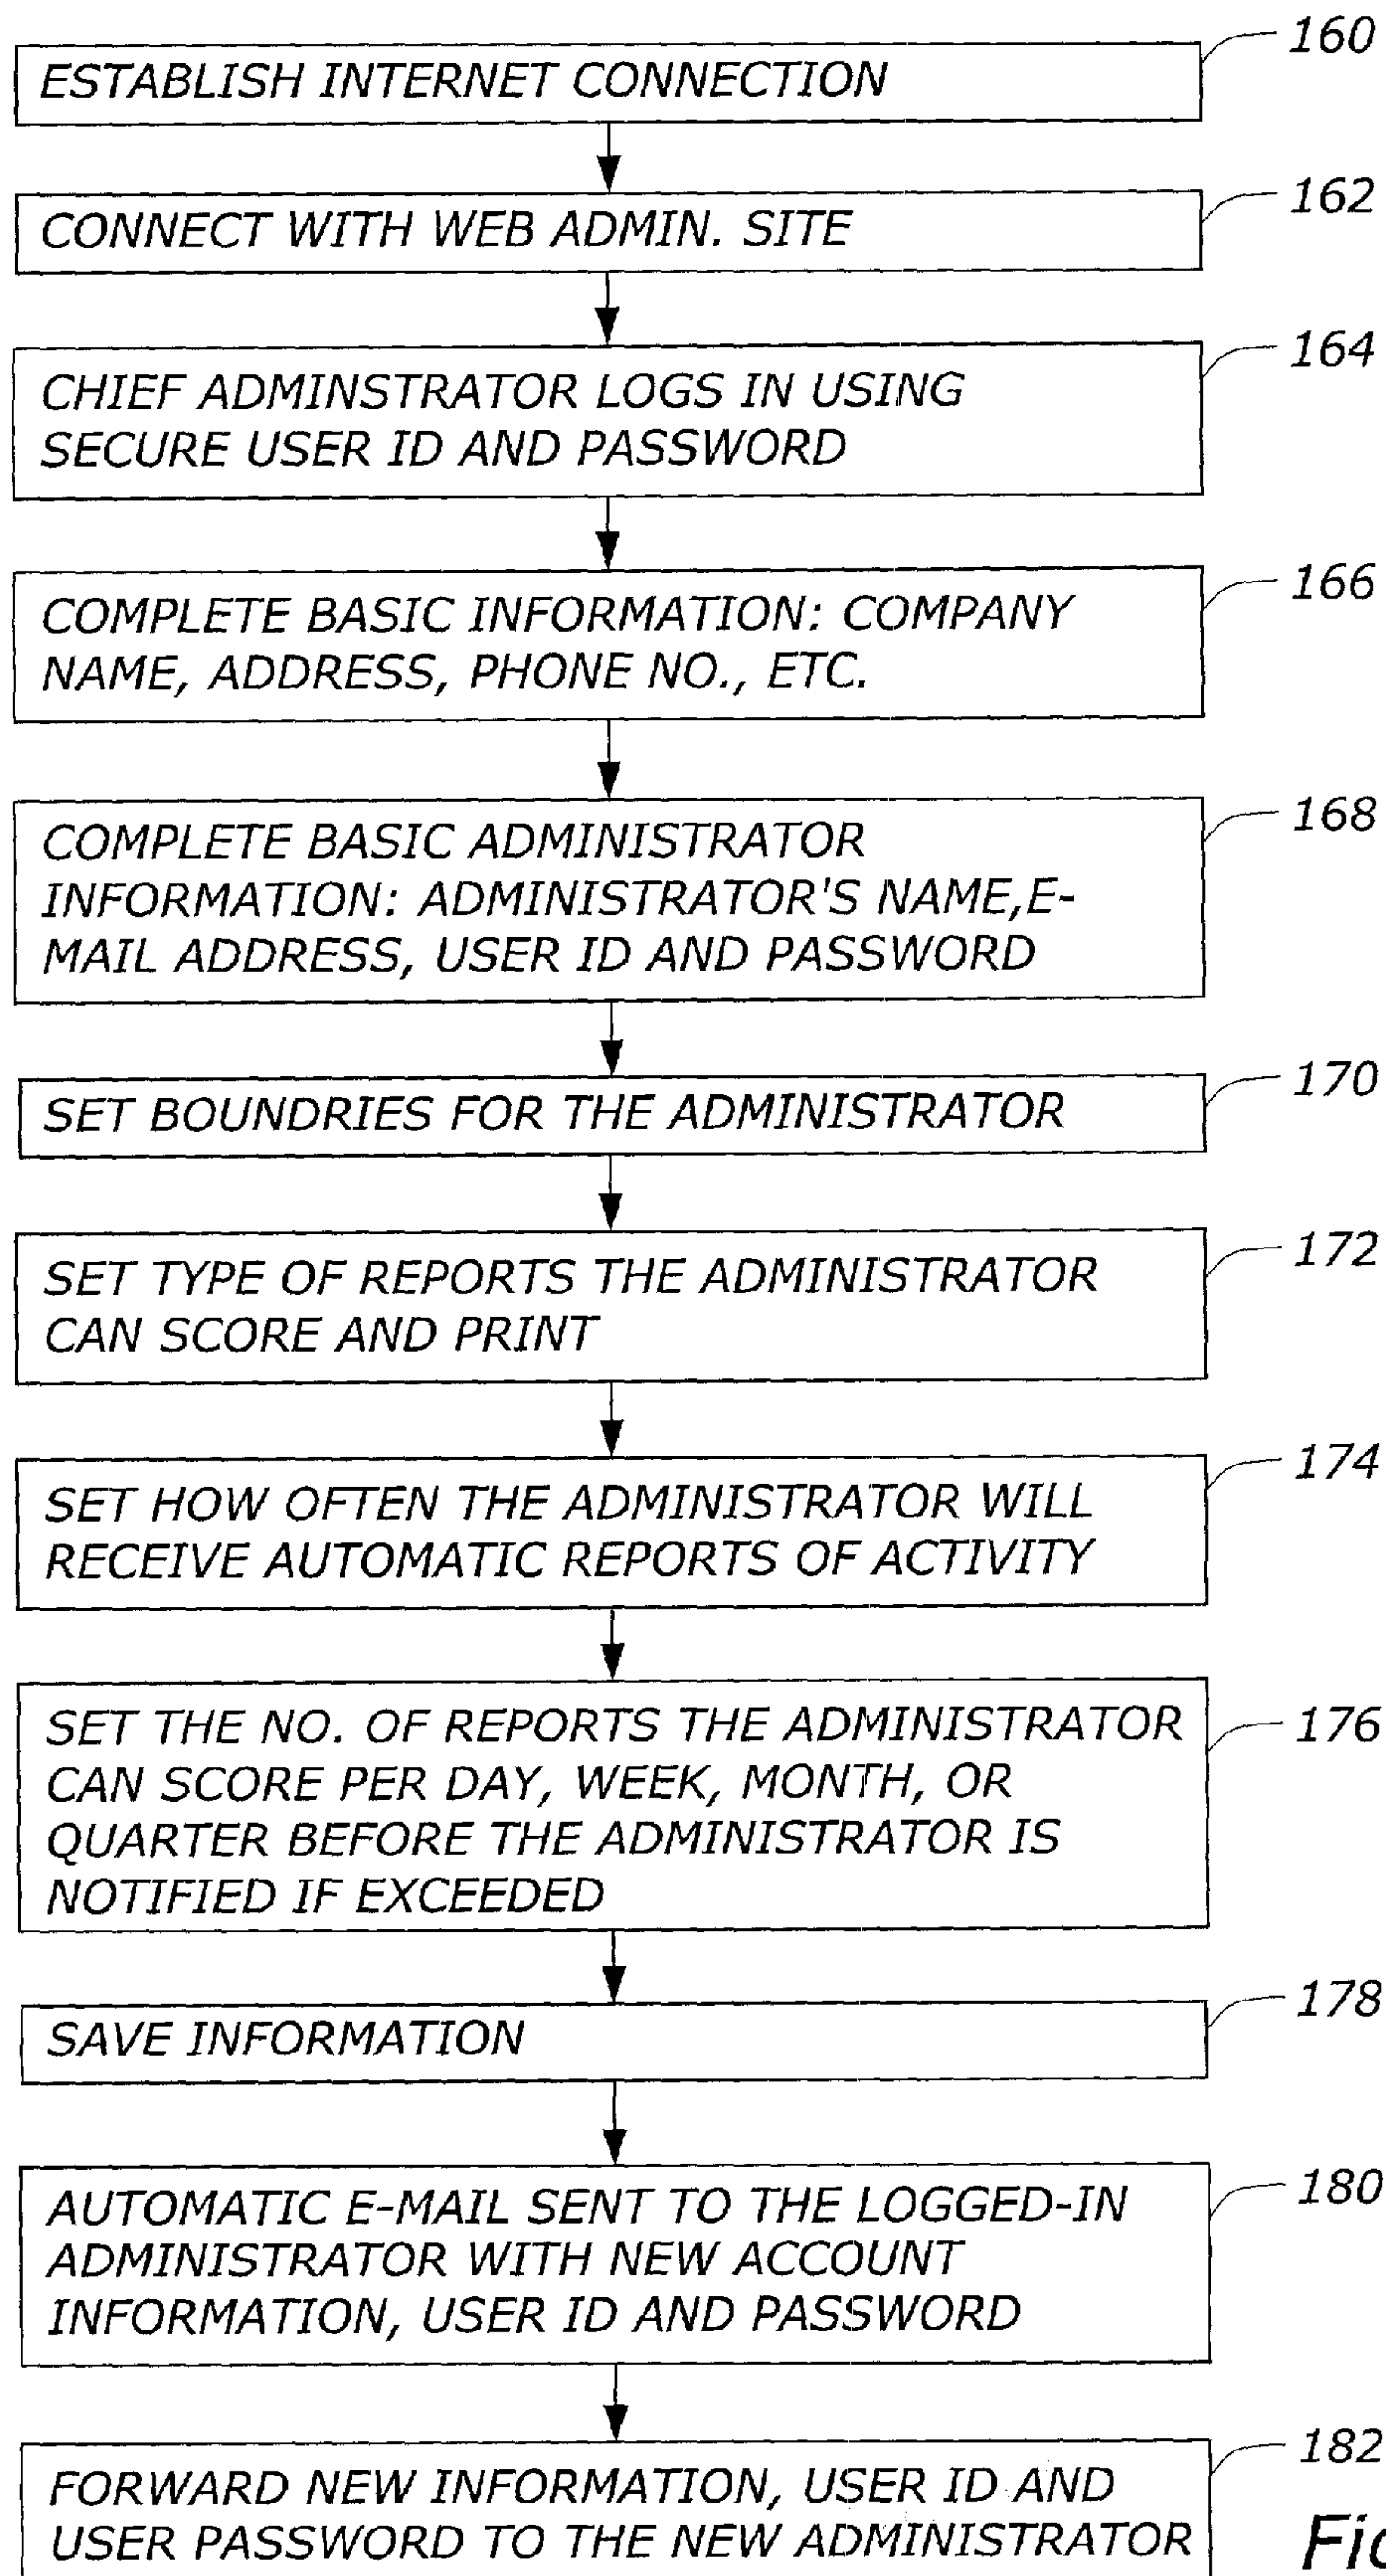 160
ESTABLISH INTERNET CONNECTION
162
CONNECT WITH WEB ADMIN. SITE
164
CHIEF ADMINSTRATOR LOGS IN USING
SECURE USER ID AND PASSWORD
166
COMPLETE BASIC INFORMATION: COMPANY
NAME, ADDRESS, PHONE NO., ETC.
168
COMPLETE BASIC ADMINISTRATOR
INFORMATION: ADMINISTRATOR'S NAME,E-
MAIL ADDRESS, USER ID AND PASSWORD
170
SET BOUNDRIES FOR THE ADMINISTRATOR
172
SET TYPE OF REPORTS THE ADMINISTRATOR
CAN SCORE AND PRINT
174
SET HOW OFTEN THE ADMINISTRATOR WILL
RECEIVE AUTOMATIC REPORTS OF ACTIVITY
176
SET THE NO. OF REPORTS THE ADMINISTRATOR
CAN SCORE PER DAY, WEEK, MONTH, OR
QUARTER BEFORE THE ADMINISTRATOR IS
NOTIFIED IF EXCEEDED
178
SAVE INFORMATION
180
AUTOMATIC E-MAIL SENT TO THE LOGGED-IN
ADMINISTRATOR WITH NEW ACCOUNT
INFORMATION, USER ID AND PASSWORD
182
FORWARD NEW INFORMATION, USER ID AND
USER PASSWORD TO THE NEW ADMINISTRATOR